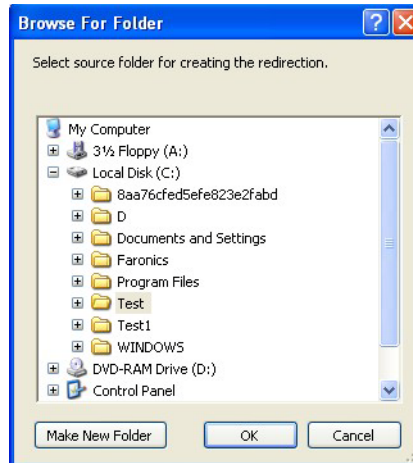 Browse For Folder
Select source folder for creating the redirection.
My Computer
3½ Floppy (A:)
Local Disk (C:)
8aa76cfed5efe823e2fabd
D
Documents and Settings
Faronics
Program Files
Test
Test1
WINDOWS
DVD-RAM Drive (D:)
Control Panel
Make New Folder OK Cancel